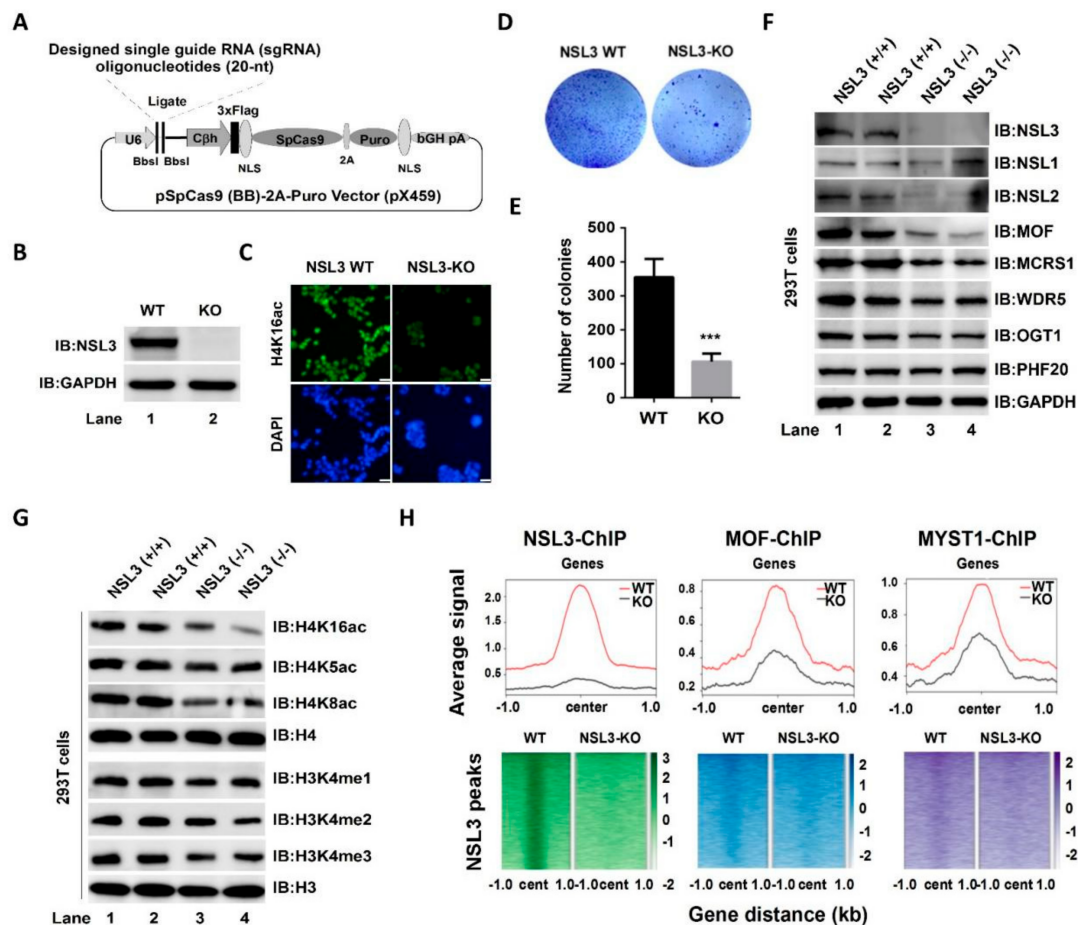 A
Designed single guide RNA (sgRNA)
oligonucleotides (20-nt)
Ligate
3xFlag
U6
Cβh
SpCas9
Puro
bGH pA
BbsI
BbsI
NLS
2A
NLS
pSpCas9 (BB)-2A-Puro Vector (pX459)
B
WT KO
IB:NSL3
IB:GAPDH
Lane 1 2
C
NSL3 WT NSL3-KO
H4K16ac
DAPI
D
NSL3 WT NSL3-KO
E
Number of colonies
500
400
300
200
100
0
***
WT KO
F
NSL3 (+/+) NSL3 (+/+) NSL3 (-/-) NSL3 (-/-)
293T cells
IB:NSL3
IB:NSL1
IB:NSL2
IB:MOF
IB:MCRS1
IB:WDR5
IB:OGT1
IB:PHF20
IB:GAPDH
Lane 1 2 3 4
G
NSL3 (+/+) NSL3 (+/+) NSL3 (-/-) NSL3 (-/-)
293T cells
IB:H4K16ac
IB:H4K5ac
IB:H4K8ac
IB:H4
IB:H3K4me1
IB:H3K4me2
IB:H3K4me3
IB:H3
Lane 1 2 3 4
H
NSL3-ChIP MOF-ChIP MYST1-ChIP
Genes Genes Genes
Average signal
2.0
1.5
1.0
0.5
WT
KO
-1.0 center 1.0
0.8
0.6
0.4
0.2
WT
KO
-1.0 center 1.0
1.0
0.8
0.6
0.4
WT
KO
-1.0 center 1.0
NSL3 peaks
WT NSL3-KO
3
2
1
0
-1
-2
-1.0 cent 1.0-1.0 cent 1.0
WT NSL3-KO
2
1
0
-1
-2
-1.0 cent 1.0-1.0 cent 1.0
WT NSL3-KO
2
1
0
-1
-2
-1.0 cent 1.0-1.0 cent 1.0
Gene distance (kb)